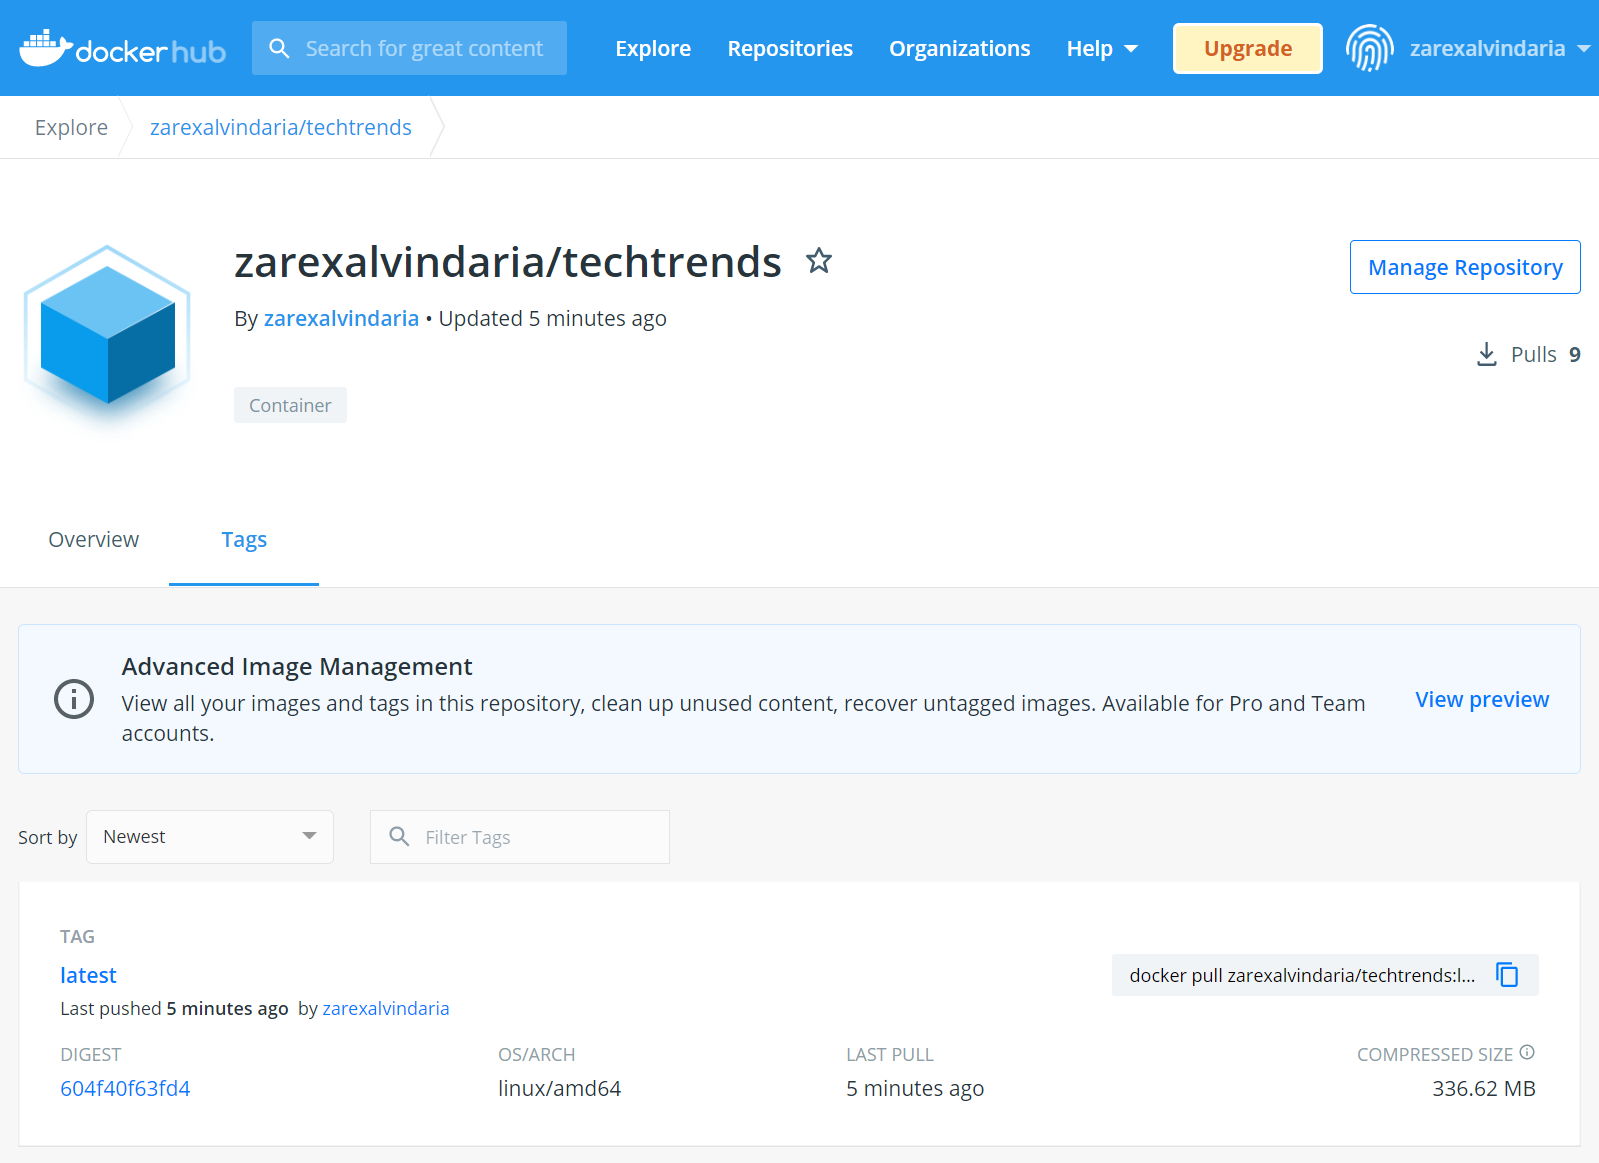 docker hub
Search for great content
Explore
Repositories
Organizations
Help
Upgrade
zarexalvindaria
Explore
zarexalvindaria/techtrends
zarexalvindaria/techtrends
Manage Repository
By zarexalvindaria • Updated 5 minutes ago
Pulls 9
Container
Overview
Tags
Advanced Image Management
View all your images and tags in this repository, clean up unused content, recover untagged images. Available for Pro and Team
accounts.
View preview
Sort by
Newest
Filter Tags
TAG
latest
docker pull zarexalvindaria/techtrends:l...
Last pushed 5 minutes ago by zarexalvindaria
DIGEST
OS/ARCH
LAST PULL
COMPRESSED SIZE
604f40f63fd4
linux/amd64
5 minutes ago
336.62 MB